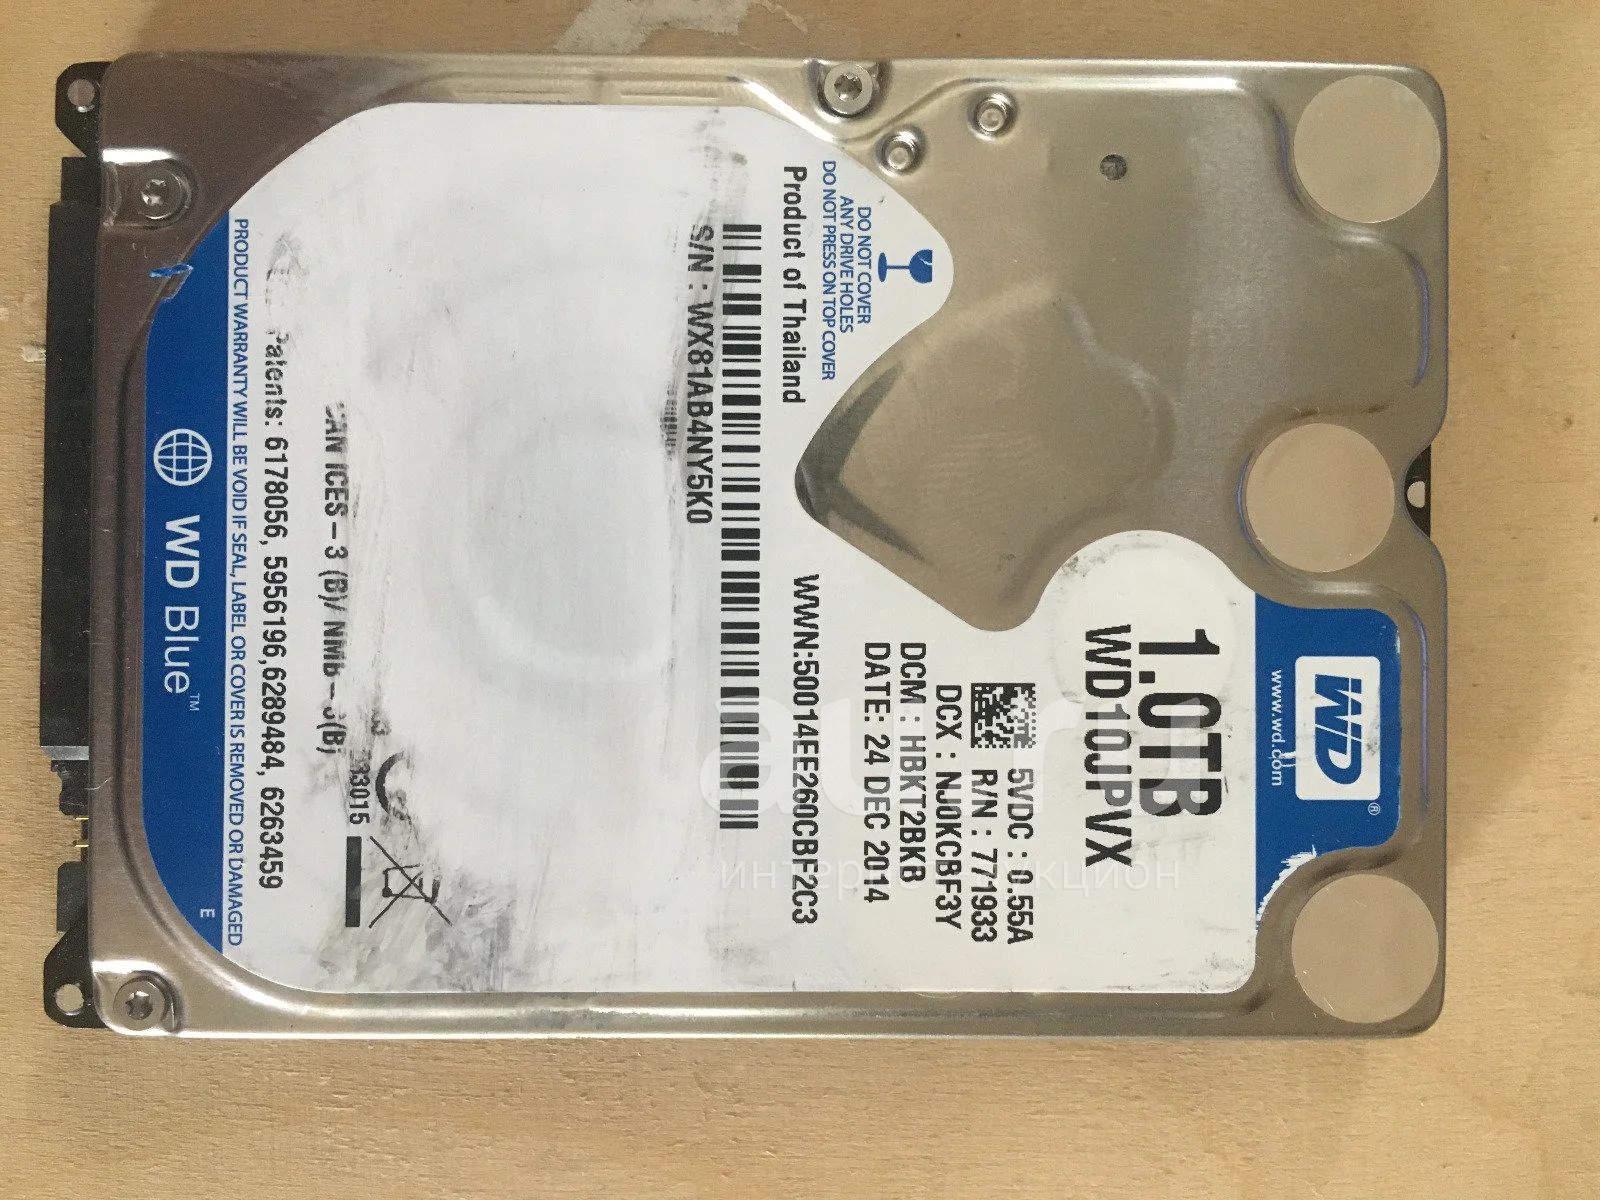 WD®
www.wd.com
1.0TB
WD10JPVX
5VDC : 0.55A
R/N : 771933
DCX : NJ0KCBF3Y
DCM : HBKT2BKB
DATE: 24 DEC 2014
WWN:50014EE260CBF2C3
DO NOT COVER
ANY DRIVE HOLES
DO NOT PRESS ON TOP COVER
Product of Thailand
S/N : WX81AB4NY5K0
33015
ICES-3 (B)/ NMB-3(B)
Patents: 6178056, 5956196,6289484, 6263459
PRODUCT WARRANTY WILL BE VOID IF SEAL, LABEL OR COVER IS REMOVED OR DAMAGED
E
WD Blue™